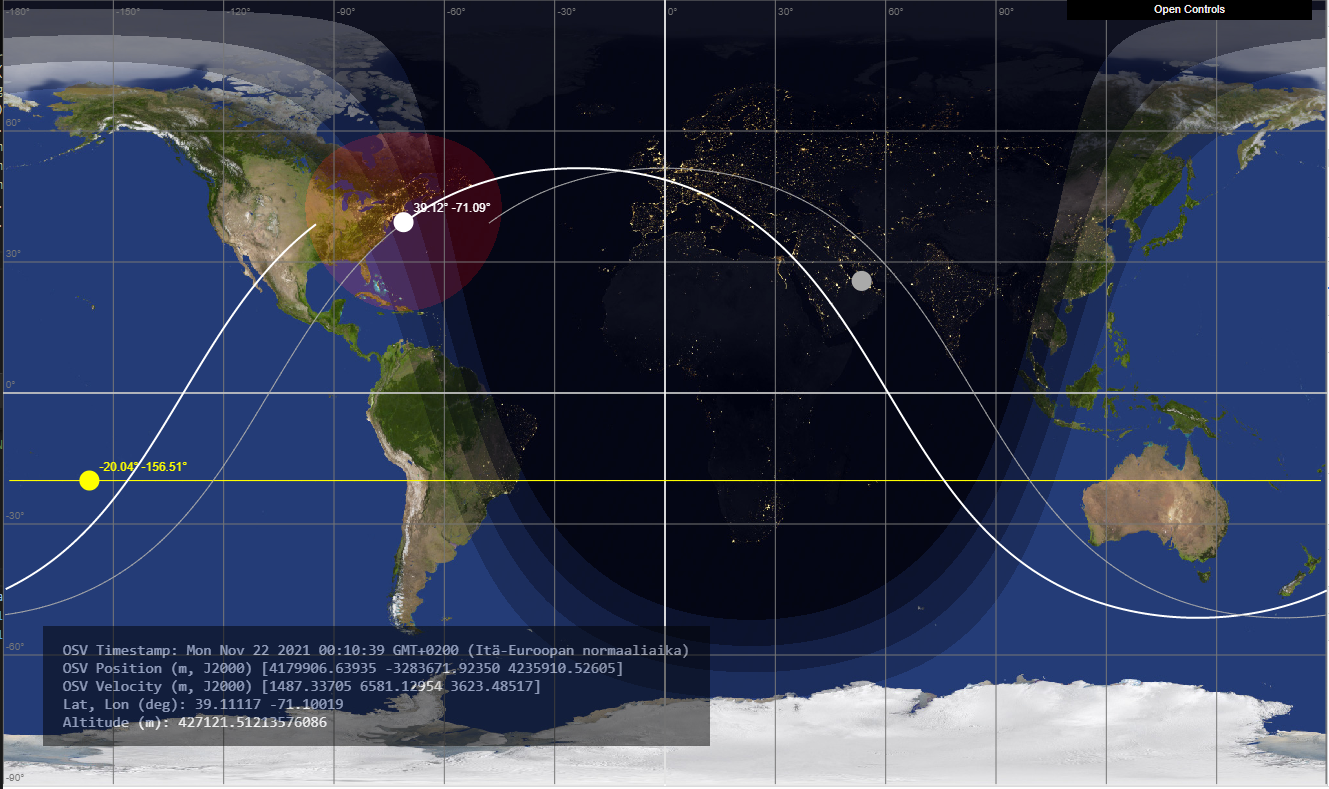 -180° -150° -120° -90° -60° -30° 0° 30° 60° 90°
Open Controls
60°
39.12° -71.09°
30°
0°
-20.04° -156.51°
-30°
OSV Timestamp: Mon Nov 22 2021 00:10:39 GMT+0200 (Itä-Euroopan normaaliaika)
-60°
OSV Position (m, J2000) [4179906.63935 -3283671.92350 4235910.52605]
OSV Velocity (m, J2000) [1487.33705 6581.12954 3623.48517]
Lat, Lon (deg): 39.11117 -71.10019
Altitude (m): 427121.51213576086
-90°